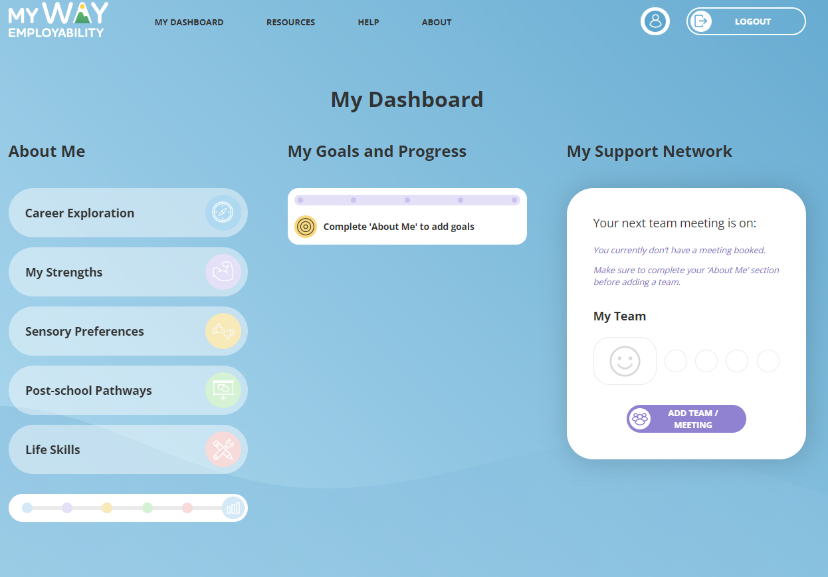 MY WAY
EMPLOYABILITY
MY DASHBOARD
RESOURCES
HELP
ABOUT
LOGOUT
My Dashboard
About Me
Career Exploration
My Strengths
Sensory Preferences
Post-school Pathways
Life Skills
My Goals and Progress
Complete 'About Me' to add goals
My Support Network
Your next team meeting is on:
You currently don't have a meeting booked.
Make sure to complete your 'About Me' section
before adding a team.
My Team
ADD TEAM /
MEETING